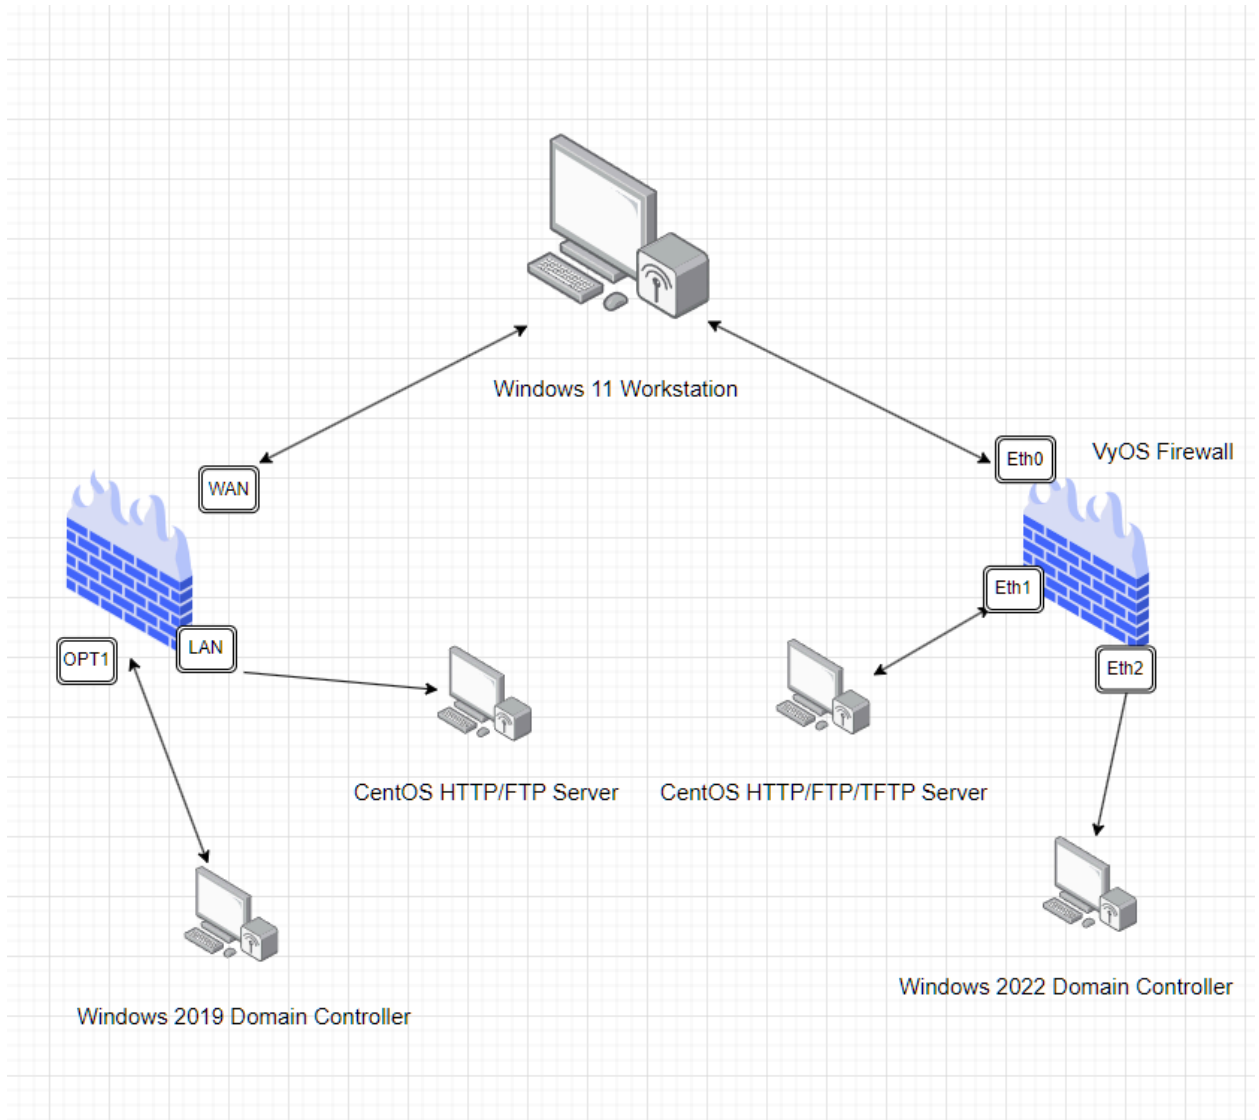 Windows 11 Workstation
VyOS Firewall
Eth0
WAN
Eth1
LAN
OPT1
Eth2
CentOS HTTP/FTP Server
CentOS HTTP/FTP/TFTP Server
Windows 2022 Domain Controller
Windows 2019 Domain Controller